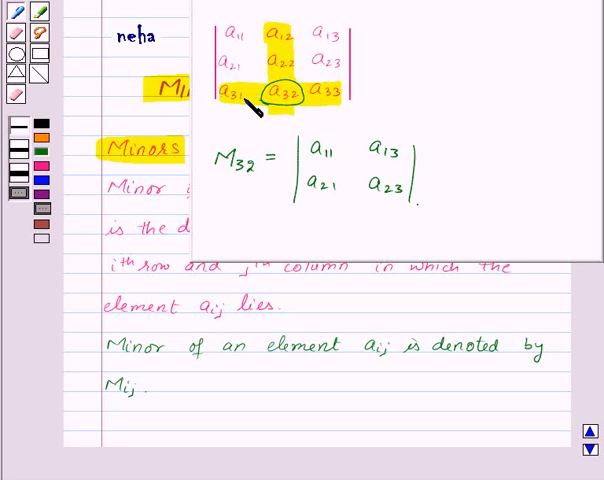 neha
a11 a12 a13
a21 a22 a23
a31 a32 a33
M32 = | a11 a13 |
| a21 a23 | .
Minors
Minor
is the
ith row and jth column in which the
element aij lies.
Minor of an element aij is denoted by
Mij.